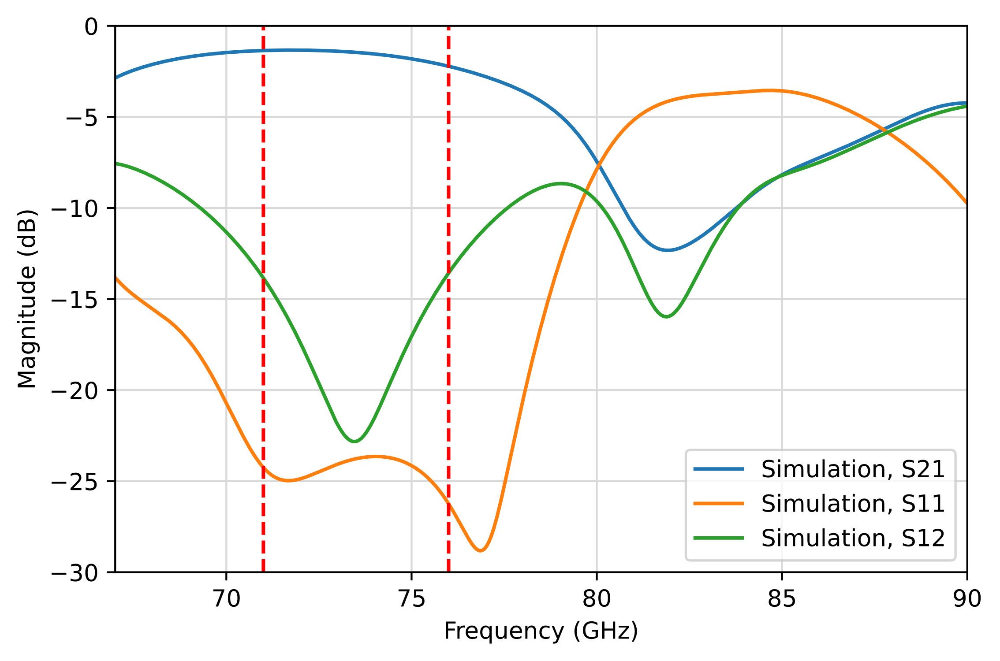 0
−5
−10
−15
−20
−25
−30
Magnitude (dB)
70 75 80 85 90
Frequency (GHz)
Simulation, S21
Simulation, S11
Simulation, S12